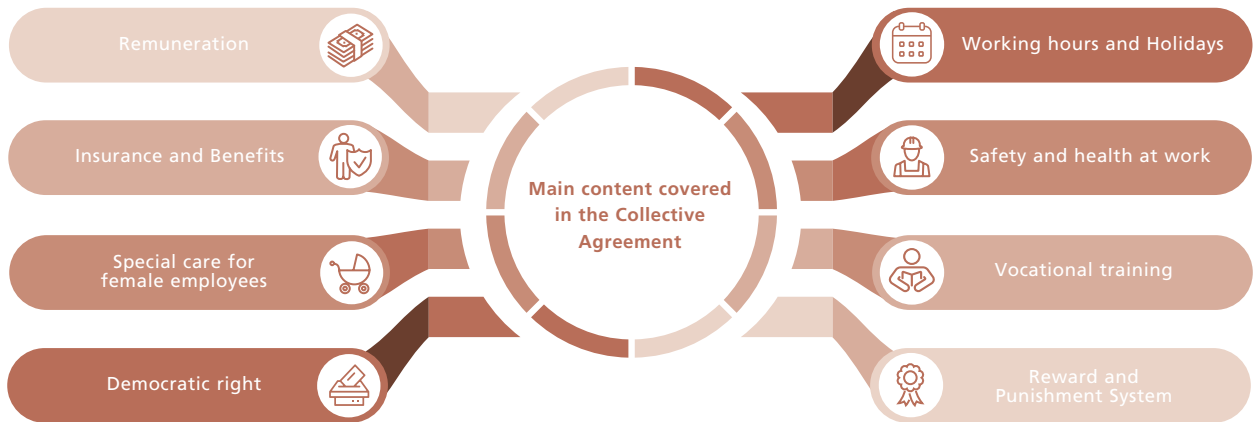 Remuneration
Insurance and Benefits
Special care for
female employees
Democratic right
Main content covered
in the Collective
Agreement
Working hours and Holidays
Safety and health at work
Vocational training
Reward and
Punishment System